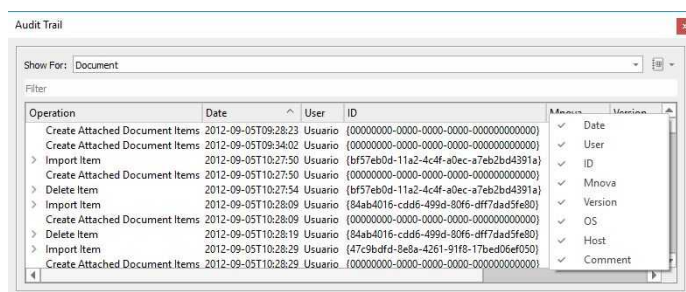 Audit Trail
Show For: Document
Filter
Operation Date User ID Mnova Version
Create Attached Document Items 2012-09-05T09:28:23 Usuario {00000000-0000-0000-0000-000000000000}
Create Attached Document Items 2012-09-05T09:34:02 Usuario {00000000-0000-0000-0000-000000000000}
Import Item 2012-09-05T10:27:50 Usuario {bf57eb0d-11a2-4c4f-a0ec-a7eb2bd4391a}
Create Attached Document Items 2012-09-05T10:27:50 Usuario {00000000-0000-0000-0000-000000000000}
Delete Item 2012-09-05T10:27:54 Usuario {bf57eb0d-11a2-4c4f-a0ec-a7eb2bd4391a}
Import Item 2012-09-05T10:28:09 Usuario {84ab4016-cdd6-499d-80f6-dff7dad5fe80}
Create Attached Document Items 2012-09-05T10:28:09 Usuario {00000000-0000-0000-0000-000000000000}
Delete Item 2012-09-05T10:28:19 Usuario {84ab4016-cdd6-499d-80f6-dff7dad5fe80}
Import Item 2012-09-05T10:28:29 Usuario {47c9bdfd-8e8a-4261-91f8-17bed06ef050}
Create Attached Document Items 2012-09-05T10:28:29 Usuario {00000000-0000-0000-0000-000000000000}
Date
User
ID
Mnova
Version
OS
Host
Comment